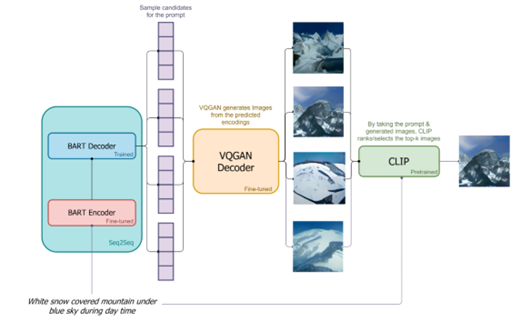 Sample candidates
for the prompt
VQGAN generates Images
from the predicted
encodings
By taking the prompt &
generated images, CLIP
ranks/selects the top-k images
BART Decoder
Trained
VQGAN
Decoder
Fine-tuned
CLIP
Pretrained
BART Encoder
Fine-tuned
Seq2Seq
White snow covered mountain under
blue sky during day time